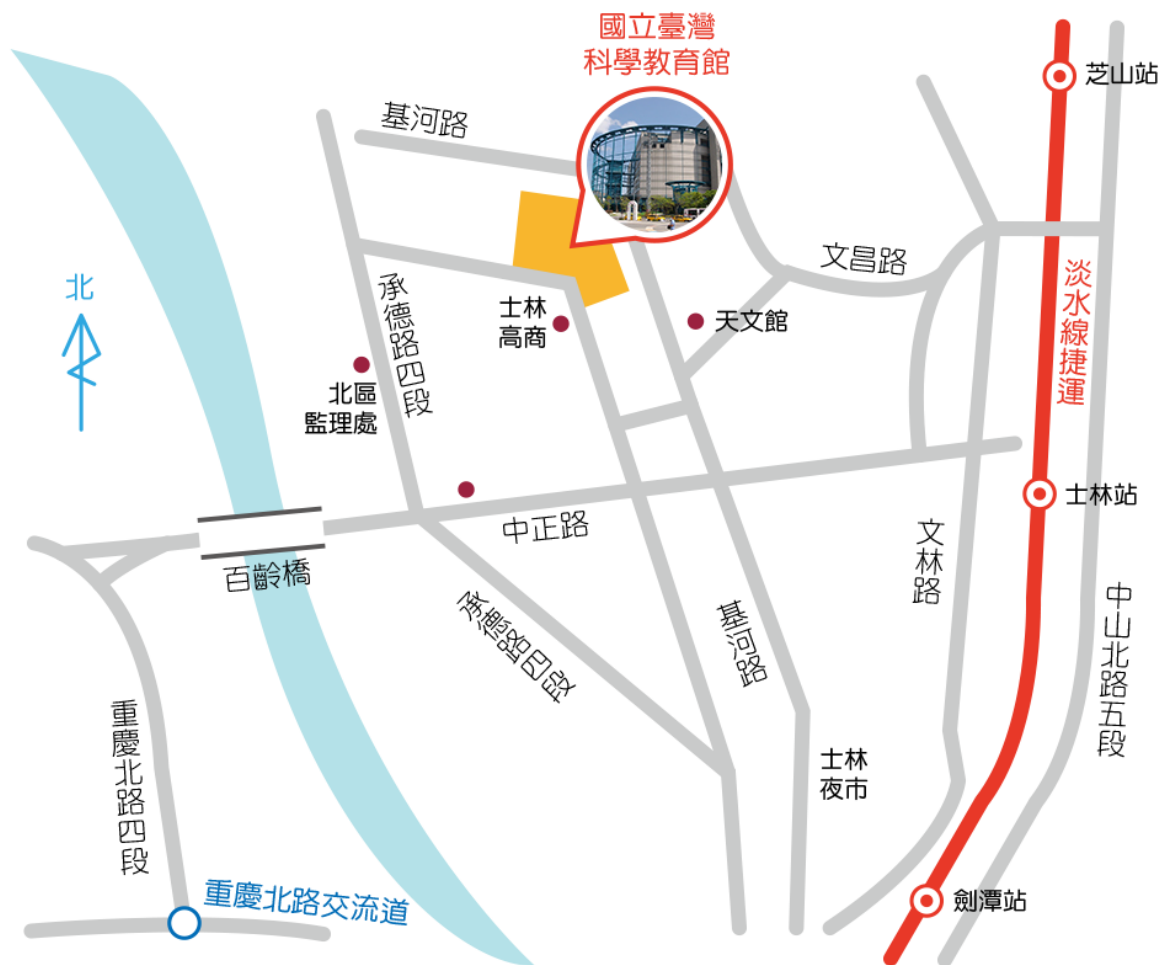 國立臺灣
科學教育館
芝山站
基河路
文昌路
淡水線捷運
北
承德路四段
士林
高商
天文館
北區
監理處
士林站
中正路
文林路
百齡橋
承德路四段
基河路
中山北路五段
重慶北路四段
士林
夜市
重慶北路交流道
劍潭站